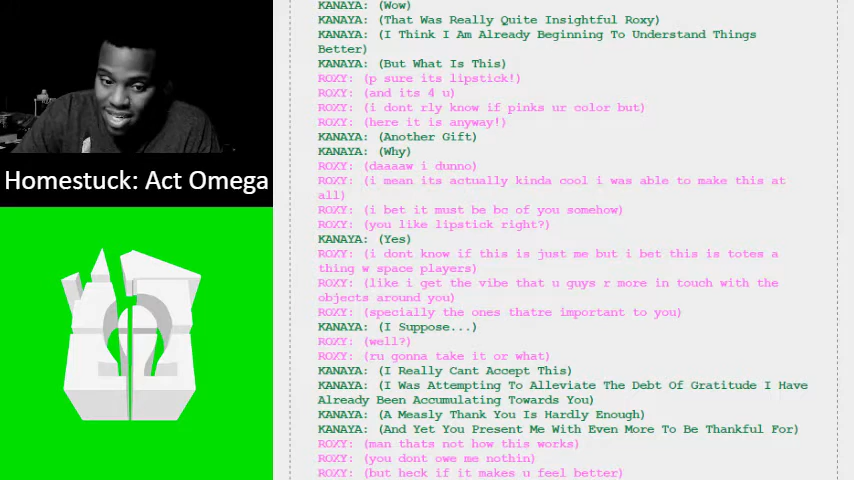 KANAYA: (Wow)
KANAYA: (That Was Really Quite Insightful Roxy)
KANAYA: (I Think I Am Already Beginning To Understand Things
Better)
KANAYA: (But What Is This)
ROXY: (p sure its lipstick!)
ROXY: (and its 4 u)
ROXY: (i dont rly know if pinks ur color but)
ROXY: (here it is anyway!)
KANAYA: (Another Gift)
KANAYA: (Why)
ROXY: (daaaaw i dunno)
ROXY: (i mean its actually kinda cool i was able to make this at
all)
ROXY: (i bet it must be bc of you somehow)
ROXY: (you like lipstick right?)
KANAYA: (Yes)
ROXY: (i dont know if this is just me but i bet this is totes a
thing w space players)
ROXY: (like i get the vibe that u guys r more in touch with the
objects around you)
ROXY: (specially the ones thatre important to you)
KANAYA: (I Suppose...)
ROXY: (well?)
ROXY: (ru gonna take it or what)
KANAYA: (I Really Cant Accept This)
KANAYA: (I Was Attempting To Alleviate The Debt Of Gratitude I Have
Already Been Accumulating Towards You)
KANAYA: (A Measly Thank You Is Hardly Enough)
KANAYA: (And Yet You Present Me With Even More To Be Thankful For)
ROXY: (man thats not how this works)
ROXY: (you dont owe me nothin)
ROXY: (but heck if it makes u feel better)
Homestuck: Act Omega